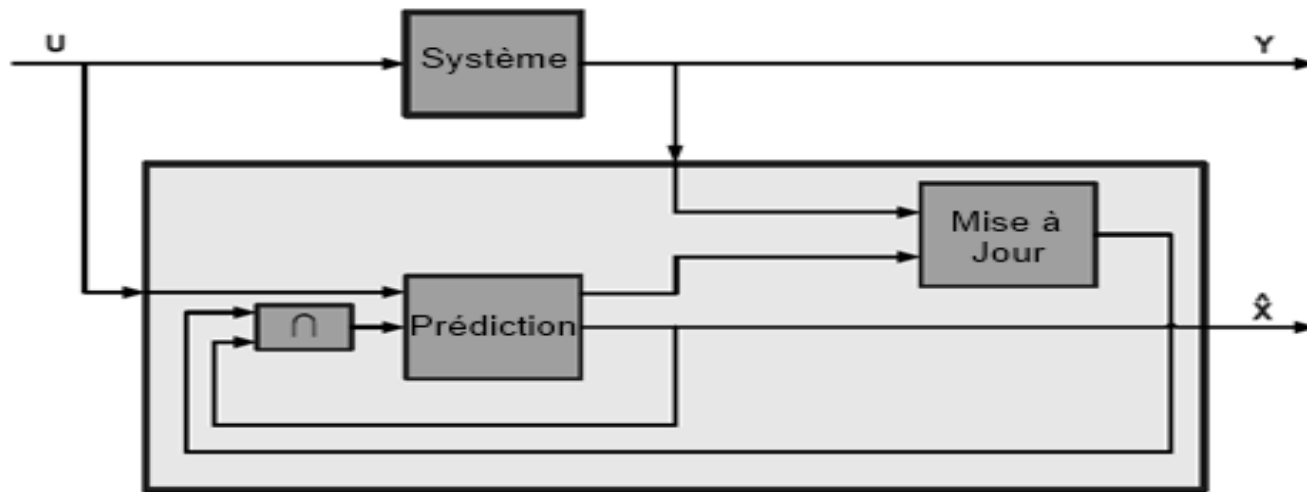 U
Système
Y
Mise à
Jour
∩
Prédiction
X̂